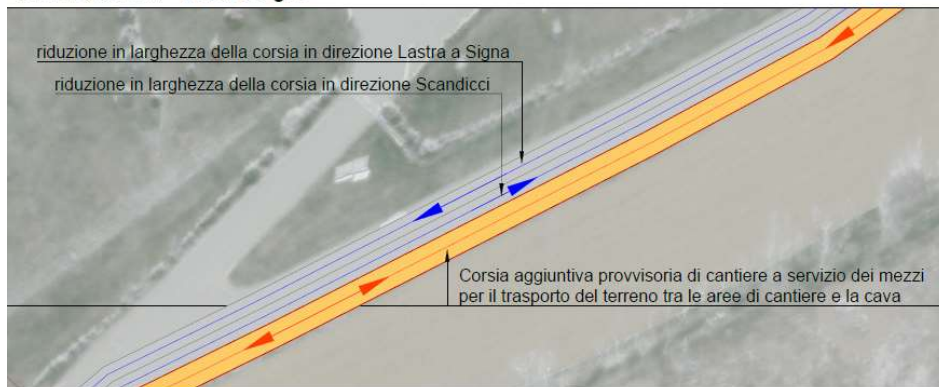 riduzione in larghezza della corsia in direzione Lastra a Signa
riduzione in larghezza della corsia in direzione Scandicci
Corsia aggiuntiva provvisoria di cantiere a servizio dei mezzi
per il trasporto del terreno tra le aree di cantiere e la cava